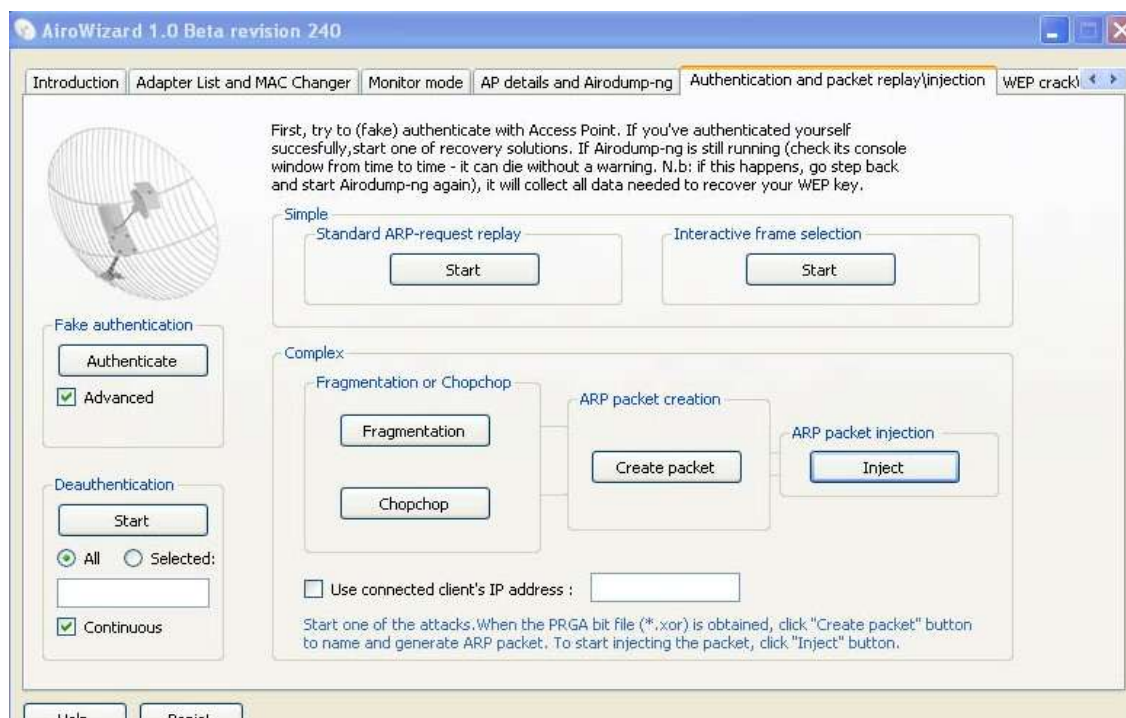 AiroWizard 1.0 Beta revision 240
Introduction
Adapter List and MAC Changer
Monitor mode
AP details and Airodump-ng
Authentication and packet replay\injection
WEP crack\
First, try to (fake) authenticate with Access Point. If you've authenticated yourself
succesfully,start one of recovery solutions. If Airodump-ng is still running (check its console
window from time to time - it can die without a warning. N.b: if this happens, go step back
and start Airodump-ng again), it will collect all data needed to recover your WEP key.
Simple
Standard ARP-request replay
Start
Interactive frame selection
Start
Fake authentication
Authenticate
Advanced
Deauthentication
Start
All
Selected:
Continuous
Complex
Fragmentation or Chopchop
Fragmentation
Chopchop
ARP packet creation
Create packet
ARP packet injection
Inject
Use connected client's IP address :
Start one of the attacks.When the PRGA bit file (*.xor) is obtained, click "Create packet" button
to name and generate ARP packet. To start injecting the packet, click "Inject" button.
Help